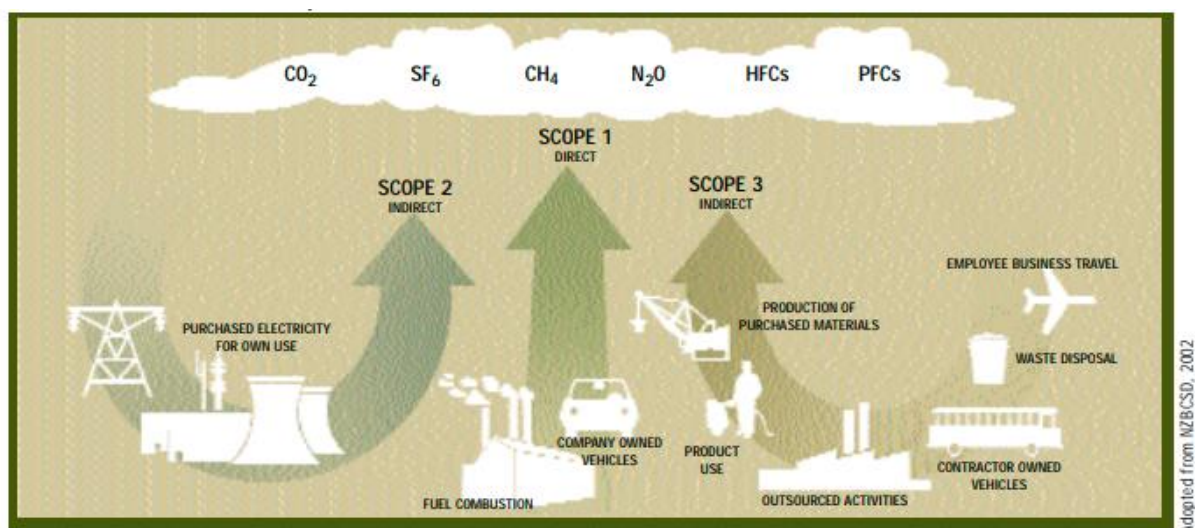 CO₂ SF₆ CH₄ N₂O HFCs PFCs
SCOPE 1
DIRECT
SCOPE 2
INDIRECT
SCOPE 3
INDIRECT
EMPLOYEE BUSINESS TRAVEL
PURCHASED ELECTRICITY
FOR OWN USE
PRODUCTION OF
PURCHASED MATERIALS
WASTE DISPOSAL
COMPANY OWNED
VEHICLES
PRODUCT
USE
CONTRACTOR OWNED
VEHICLES
FUEL COMBUSTION
OUTSOURCED ACTIVITIES
dopted from NZBCSD, 2002